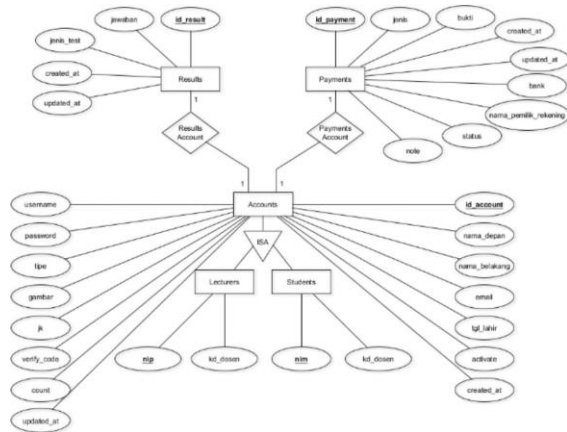 jawaban
id_result
id_payment
jenis
bukti
jenis_test
created_at
created_at
Results
Payments
updated_at
updated_at
bank
1
1
nama_pemilik_rekening
Results
Account
Payments
Account
status
note
1
1
username
Accounts
id_account
password
nama_depan
ISA
tipe
nama_belakang
gambar
Lecturers
Students
email
jk
tgl_lahir
verify_code
nip
kd_dosen
nim
kd_dosen
activate
count
created_at
updated_at